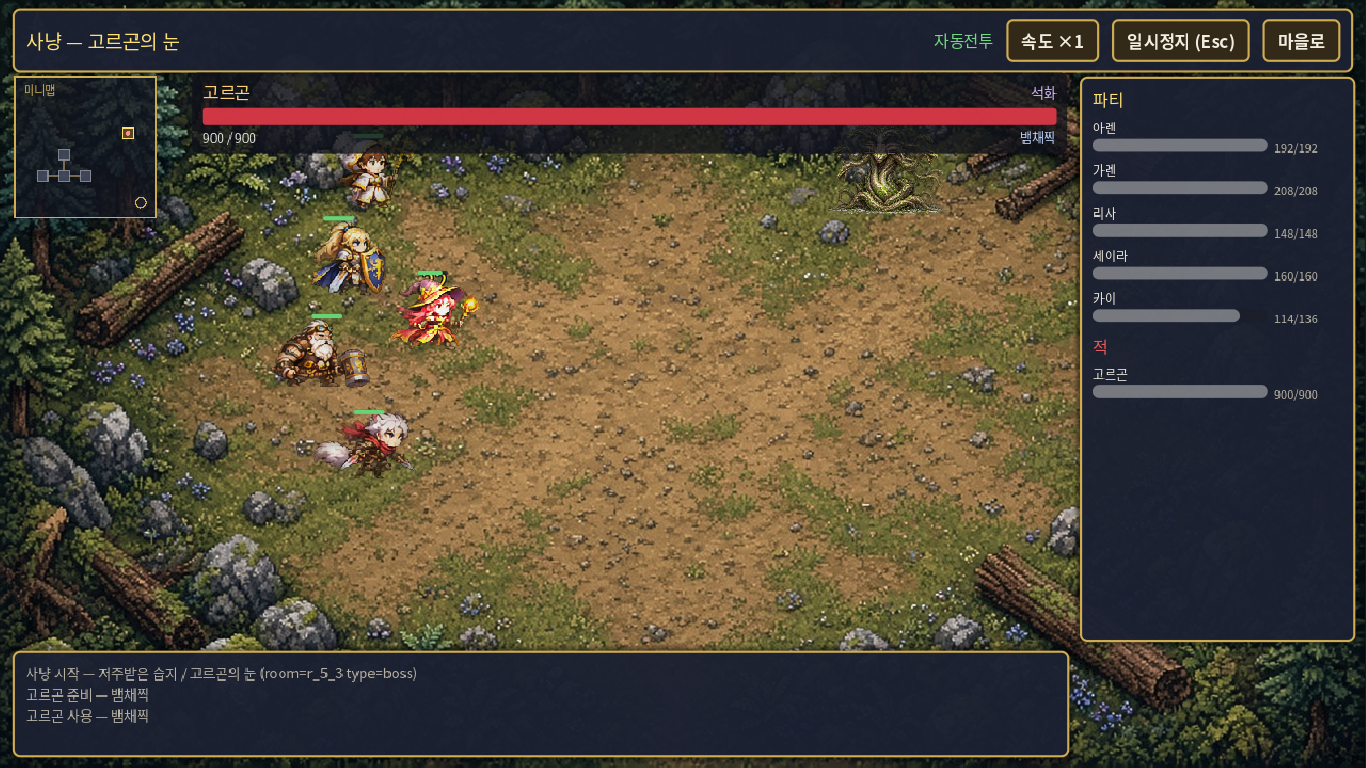 사냥 — 고르곤의 눈
자동전투
속도 ×1
일시정지 (Esc)
마을로
미니맵
고르곤
석화
900 / 900
뱀채찍
파티
아렌
192/192
가렌
208/208
리사
148/148
세이라
160/160
카이
114/136
적
고르곤
900/900
사냥 시작 — 저주받은 습지 / 고르곤의 눈 (room=r_5_3 type=boss)
고르곤 준비 — 뱀채찍
고르곤 사용 — 뱀채찍